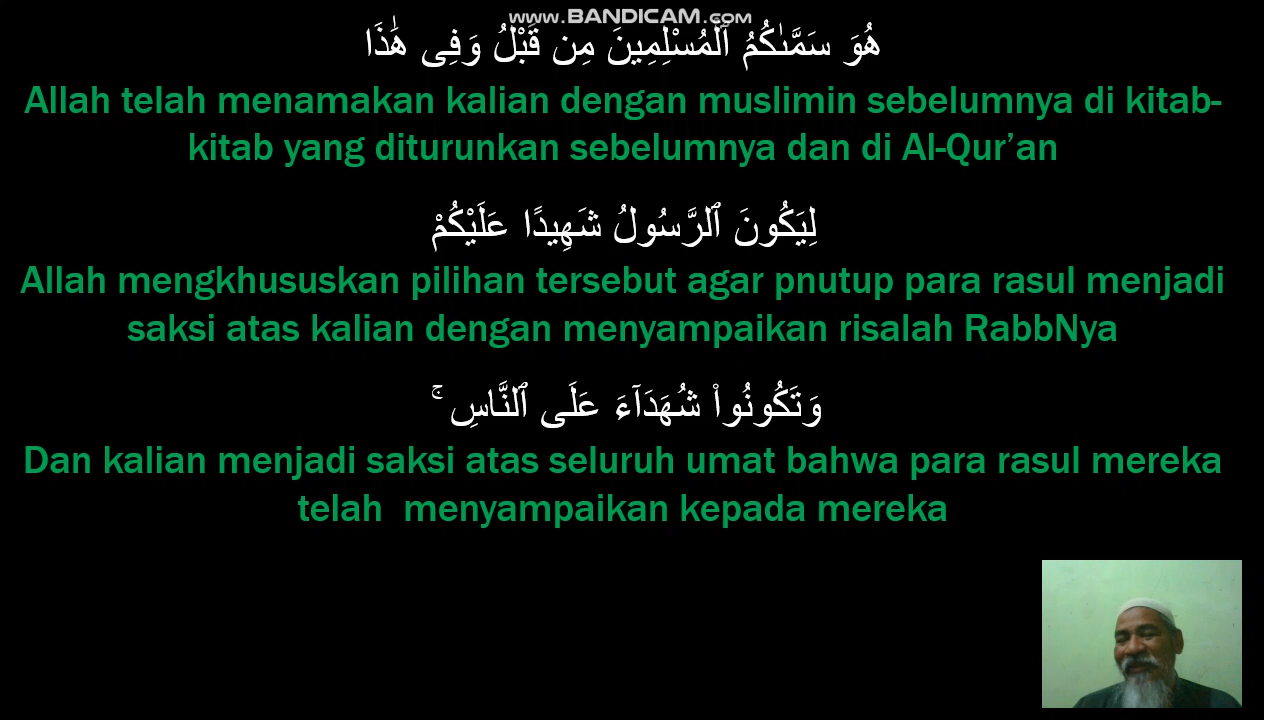 www.BANDICAM.com
هُوَ سَمَّىٰكُمُ ٱلْمُسْلِمِينَ مِن قَبْلُ وَفِى هَٰذَا
Allah telah menamakan kalian dengan muslimin sebelumnya di kitab-
kitab yang diturunkan sebelumnya dan di Al-Qur’an
لِيَكُونَ ٱلرَّسُولُ شَهِيدًا عَلَيْكُمْ
Allah mengkhususkan pilihan tersebut agar pnutup para rasul menjadi
saksi atas kalian dengan menyampaikan risalah RabbNya
وَتَكُونُوا۟ شُهَدَآءَ عَلَى ٱلنَّاسِ ۚ
Dan kalian menjadi saksi atas seluruh umat bahwa para rasul mereka
telah  menyampaikan kepada mereka